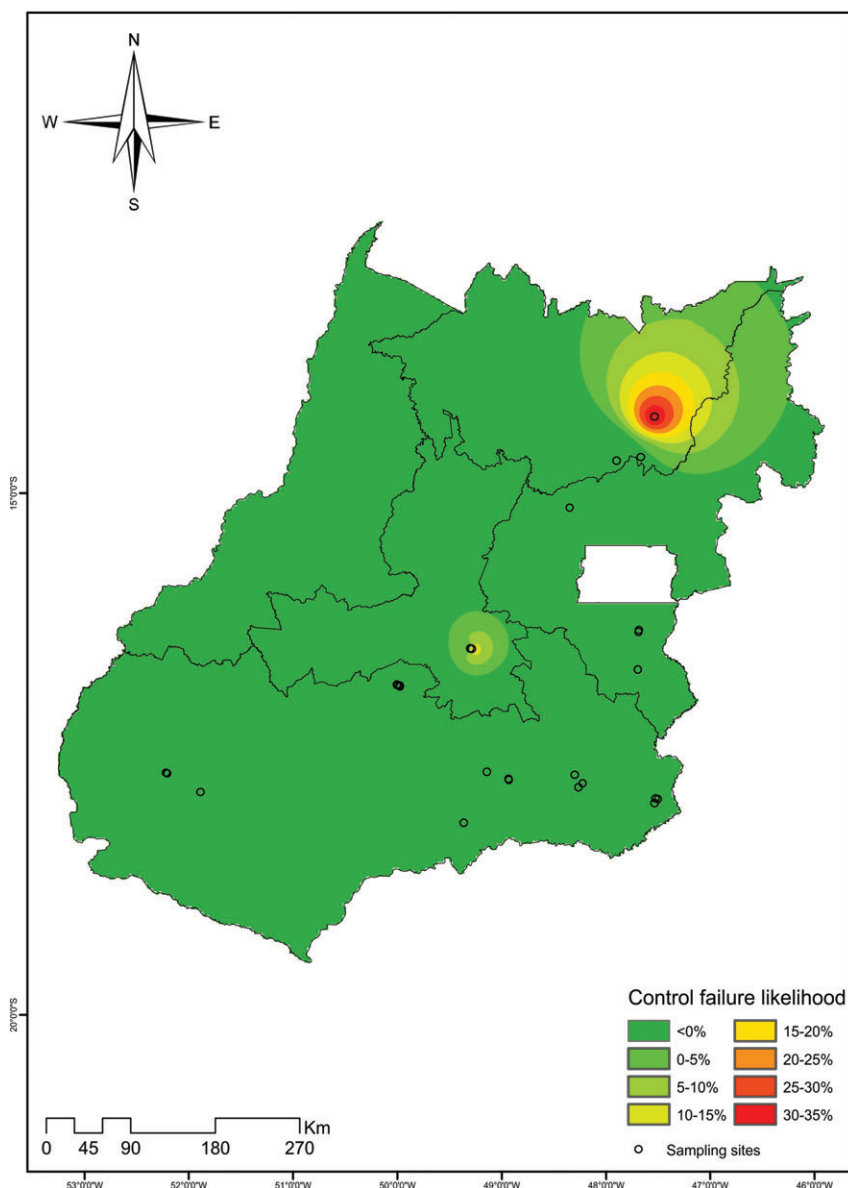 N
W E
S
15°0'0"S
20°0'0"S
Control failure likelihood
<0% 15-20%
0-5% 20-25%
5-10% 25-30%
10-15% 30-35%
Sampling sites
Km
0 45 90 180 270
53°0'0"W 52°0'0"W 51°0'0"W 50°0'0"W 49°0'0"W 48°0'0"W 47°0'0"W 46°0'0"W